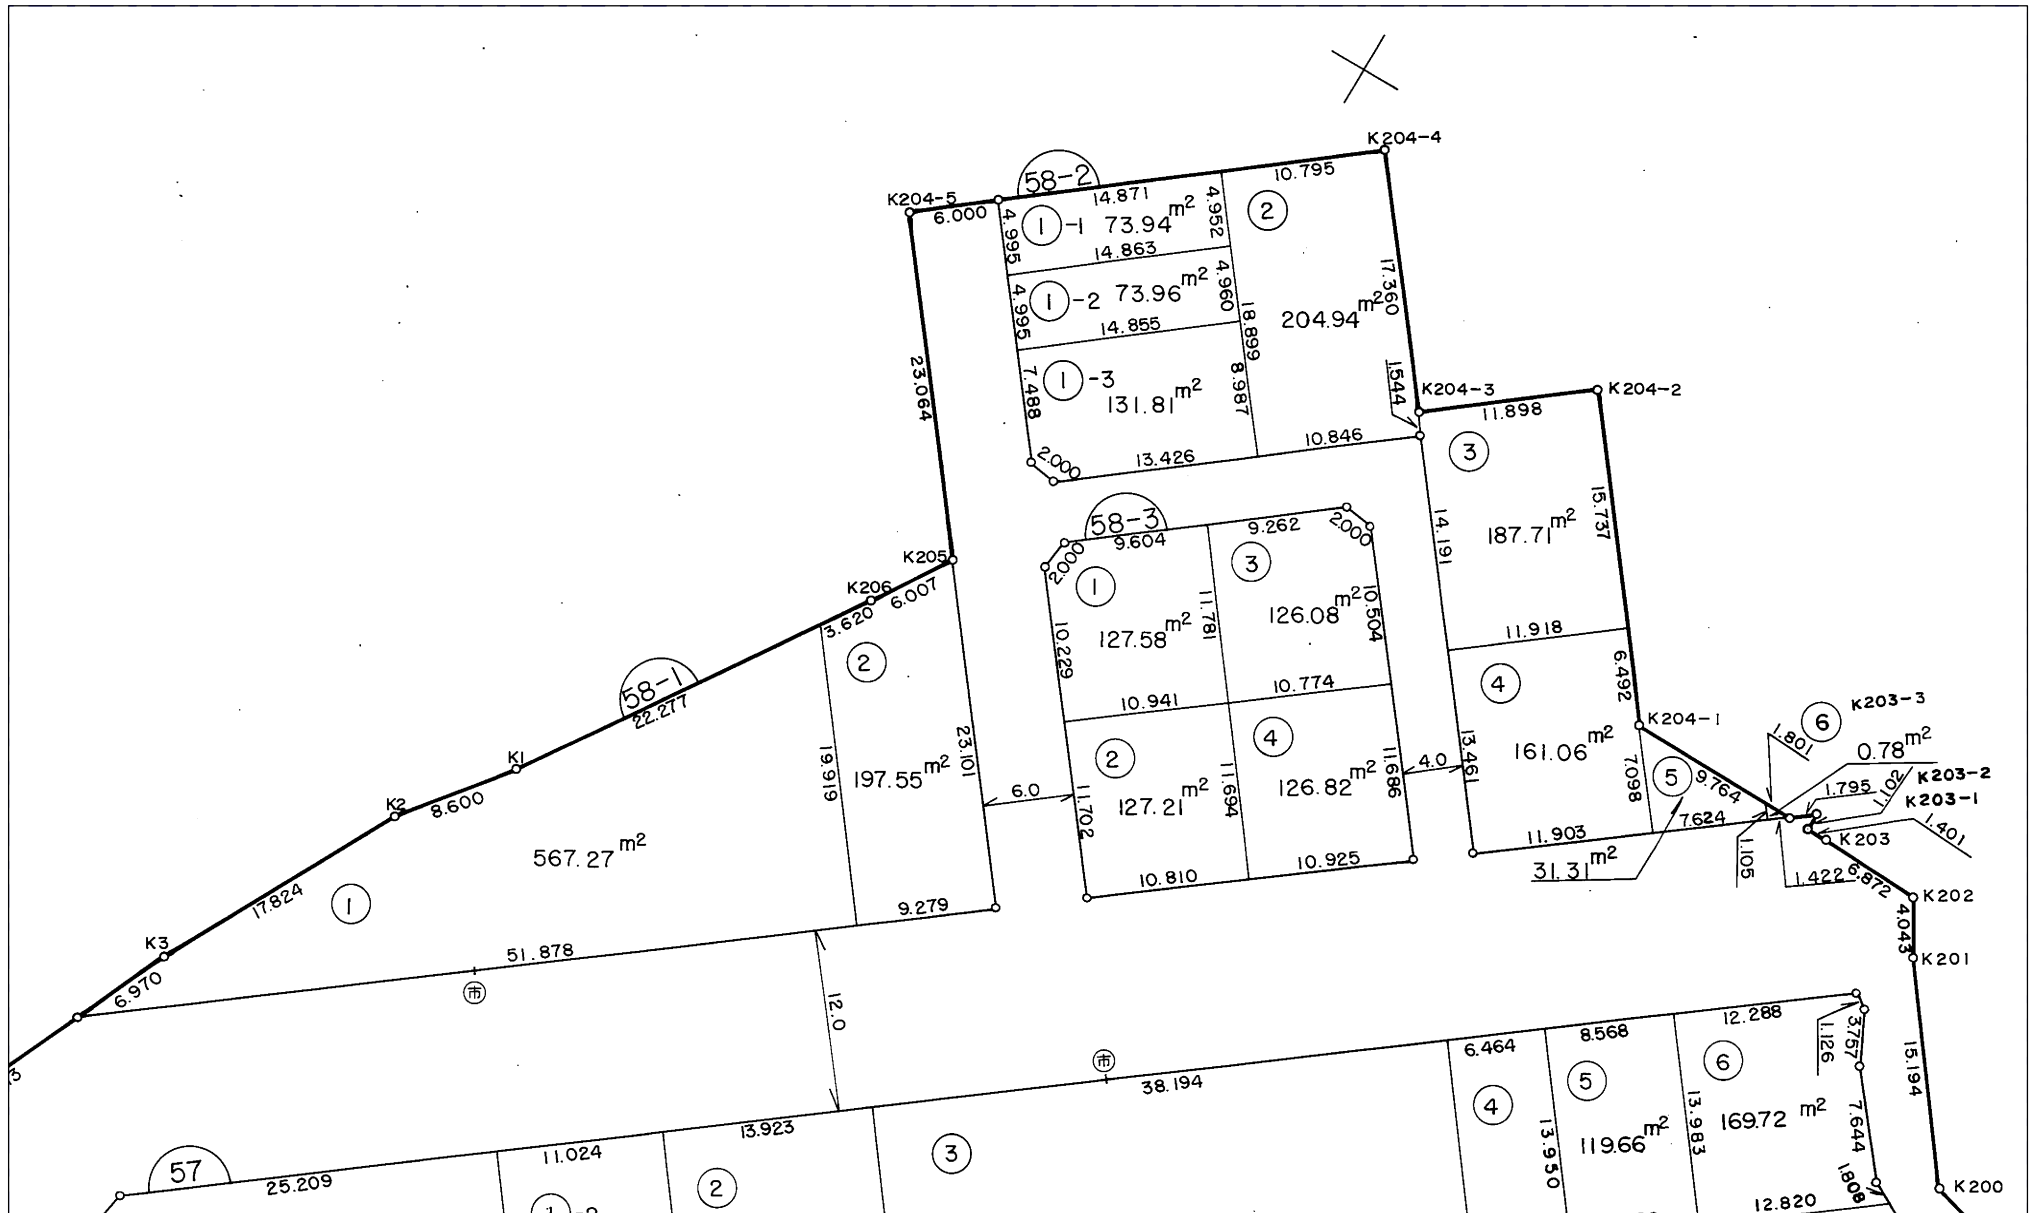 K204-4
58-2
10.795
K204-5
6.000
14.871
4.995
①-1 73.94m²
4.952
②
14.863
4.995
①-2 73.96m²
4.960
17.360
18.899
204.94m²
14.855
23.064
7.488
①-3
131.81m²
8.987
1.544
K204-3
K204-2
11.898
2.000
13.426
10.846
③
15.737
58-3
9.604
9.262
2.000
2.000
14.191
187.71m²
K205
K206
6.007
3.620
①
③
11.781
10.504
127.58m²
126.08m²
10.229
11.918
②
58-1
22.277
10.941
10.774
④
6.492
K203-3
⑥
K204-1
1.801
0.78m²
K1
19.919
197.55m²
23.101
②
④
11.686
4.0
13.461
161.06m²
7.098
⑤
9.764
1.795
1.102
K203-2
K203-1
K2
8.600
6.0
127.21m²
126.82m²
11.702
11.694
7.624
1.401
11.903
K203
567.27m²
10.810
10.925
31.31m²
1.105
1.422
6.872
K202
17.824
①
9.279
4.043
K3
51.878
K201
6.970
市
12.0
12.288
8.568
6.464
1.126
3.757
市
38.194
⑥
15.194
⑤
④
13.923
11.024
③
13.950
119.66m²
13.983
169.72m²
7.644
57
25.209
②
1.808
K200
12.820